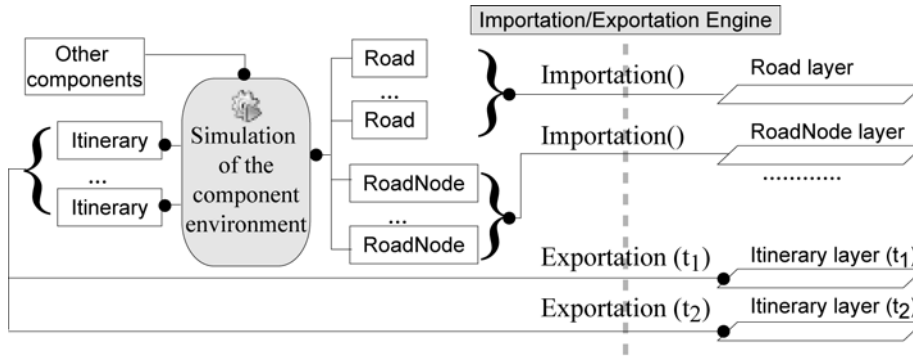 Importation/Exportation Engine
Other
components
Road
...
Road
Importation()
Road layer
Simulation
of the
component
environment
Itinerary
...
Itinerary
RoadNode
...
RoadNode
Importation()
RoadNode layer
............
Exportation (t1)
Itinerary layer (t1)
Exportation (t2)
Itinerary layer (t2)